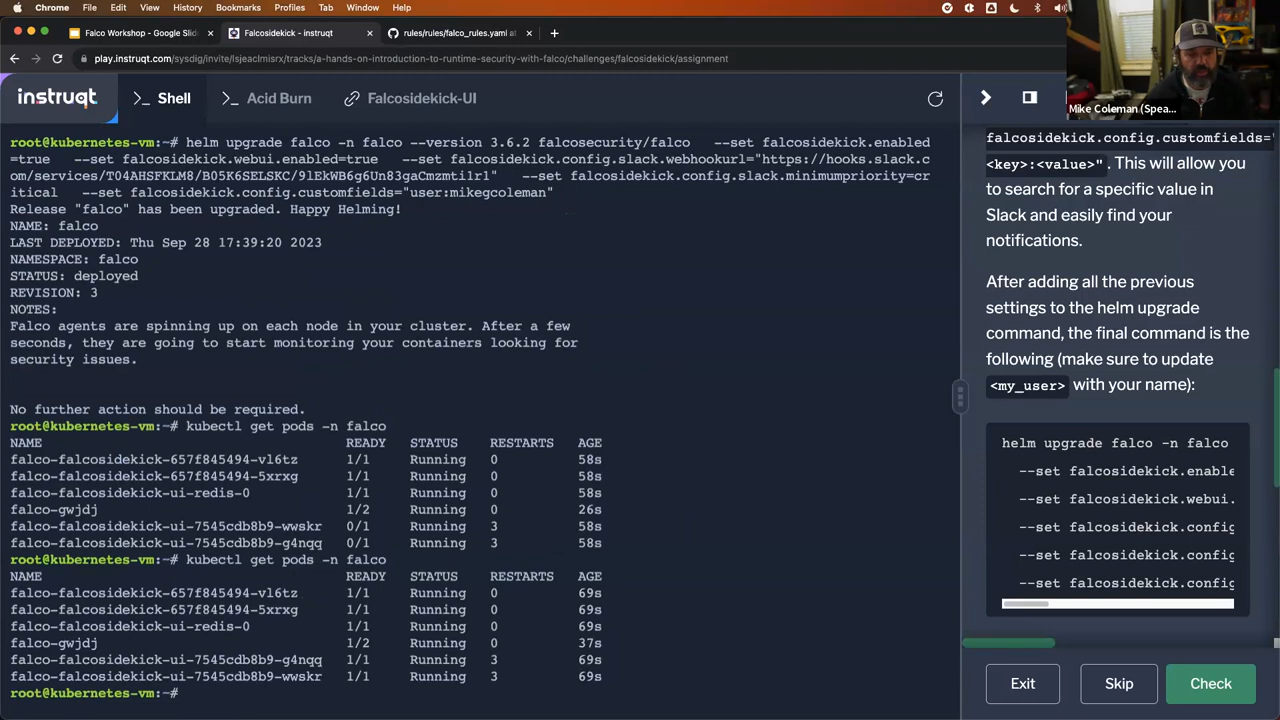 Chrome File Edit View History Bookmarks Profiles Tab Window Help
Falco Workshop - Google Slide
Falcosidekick - instruqt
rules/rules/falco_rules.yaml at
play.instruqt.com/sysdig/invite/lsjeaclmisrx/tracks/a-hands-on-introduction-to-runtime-security-with-falco/challenges/falcosidekick/assignment
Mike Coleman (Spea...
instruqt
>_ Shell
>_ Acid Burn
Falcosidekick-UI
root@kubernetes-vm:~# helm upgrade falco -n falco --version 3.6.2 falcosecurity/falco   --set falcosidekick.enabled
=true   --set falcosidekick.webui.enabled=true   --set falcosidekick.config.slack.webhookurl="https://hooks.slack.c
om/services/T04AHSFKLM8/B05K6SELSKC/9lEkWB6g6Un83gaCmzmti1r1"   --set falcosidekick.config.slack.minimumpriority=cr
itical   --set falcosidekick.config.customfields="user:mikegcoleman"
Release "falco" has been upgraded. Happy Helming!
NAME: falco
LAST DEPLOYED: Thu Sep 28 17:39:20 2023
NAMESPACE: falco
STATUS: deployed
REVISION: 3
NOTES:
Falco agents are spinning up on each node in your cluster. After a few
seconds, they are going to start monitoring your containers looking for
security issues.
No further action should be required.
root@kubernetes-vm:~# kubectl get pods -n falco
NAME READY STATUS RESTARTS AGE
falco-falcosidekick-657f845494-vl6tz 1/1 Running 0 58s
falco-falcosidekick-657f845494-5xrxg 1/1 Running 0 58s
falco-falcosidekick-ui-redis-0 1/1 Running 0 58s
falco-gwjdj 1/2 Running 0 26s
falco-falcosidekick-ui-7545cdb8b9-wwskr 0/1 Running 3 58s
falco-falcosidekick-ui-7545cdb8b9-g4nqq 0/1 Running 3 58s
root@kubernetes-vm:~# kubectl get pods -n falco
NAME READY STATUS RESTARTS AGE
falco-falcosidekick-657f845494-vl6tz 1/1 Running 0 69s
falco-falcosidekick-657f845494-5xrxg 1/1 Running 0 69s
falco-falcosidekick-ui-redis-0 1/1 Running 0 69s
falco-gwjdj 1/2 Running 0 37s
falco-falcosidekick-ui-7545cdb8b9-g4nqq 1/1 Running 3 69s
falco-falcosidekick-ui-7545cdb8b9-wwskr 1/1 Running 3 69s
root@kubernetes-vm:~#
falcosidekick.config.customfields="
<key>:<value>". This will allow you
to search for a specific value in
Slack and easily find your
notifications.
After adding all the previous
settings to the helm upgrade
command, the final command is the
following (make sure to update
<my_user> with your name):
helm upgrade falco -n falco
--set falcosidekick.enable
--set falcosidekick.webui.
--set falcosidekick.config
--set falcosidekick.config
--set falcosidekick.config
Exit
Skip
Check